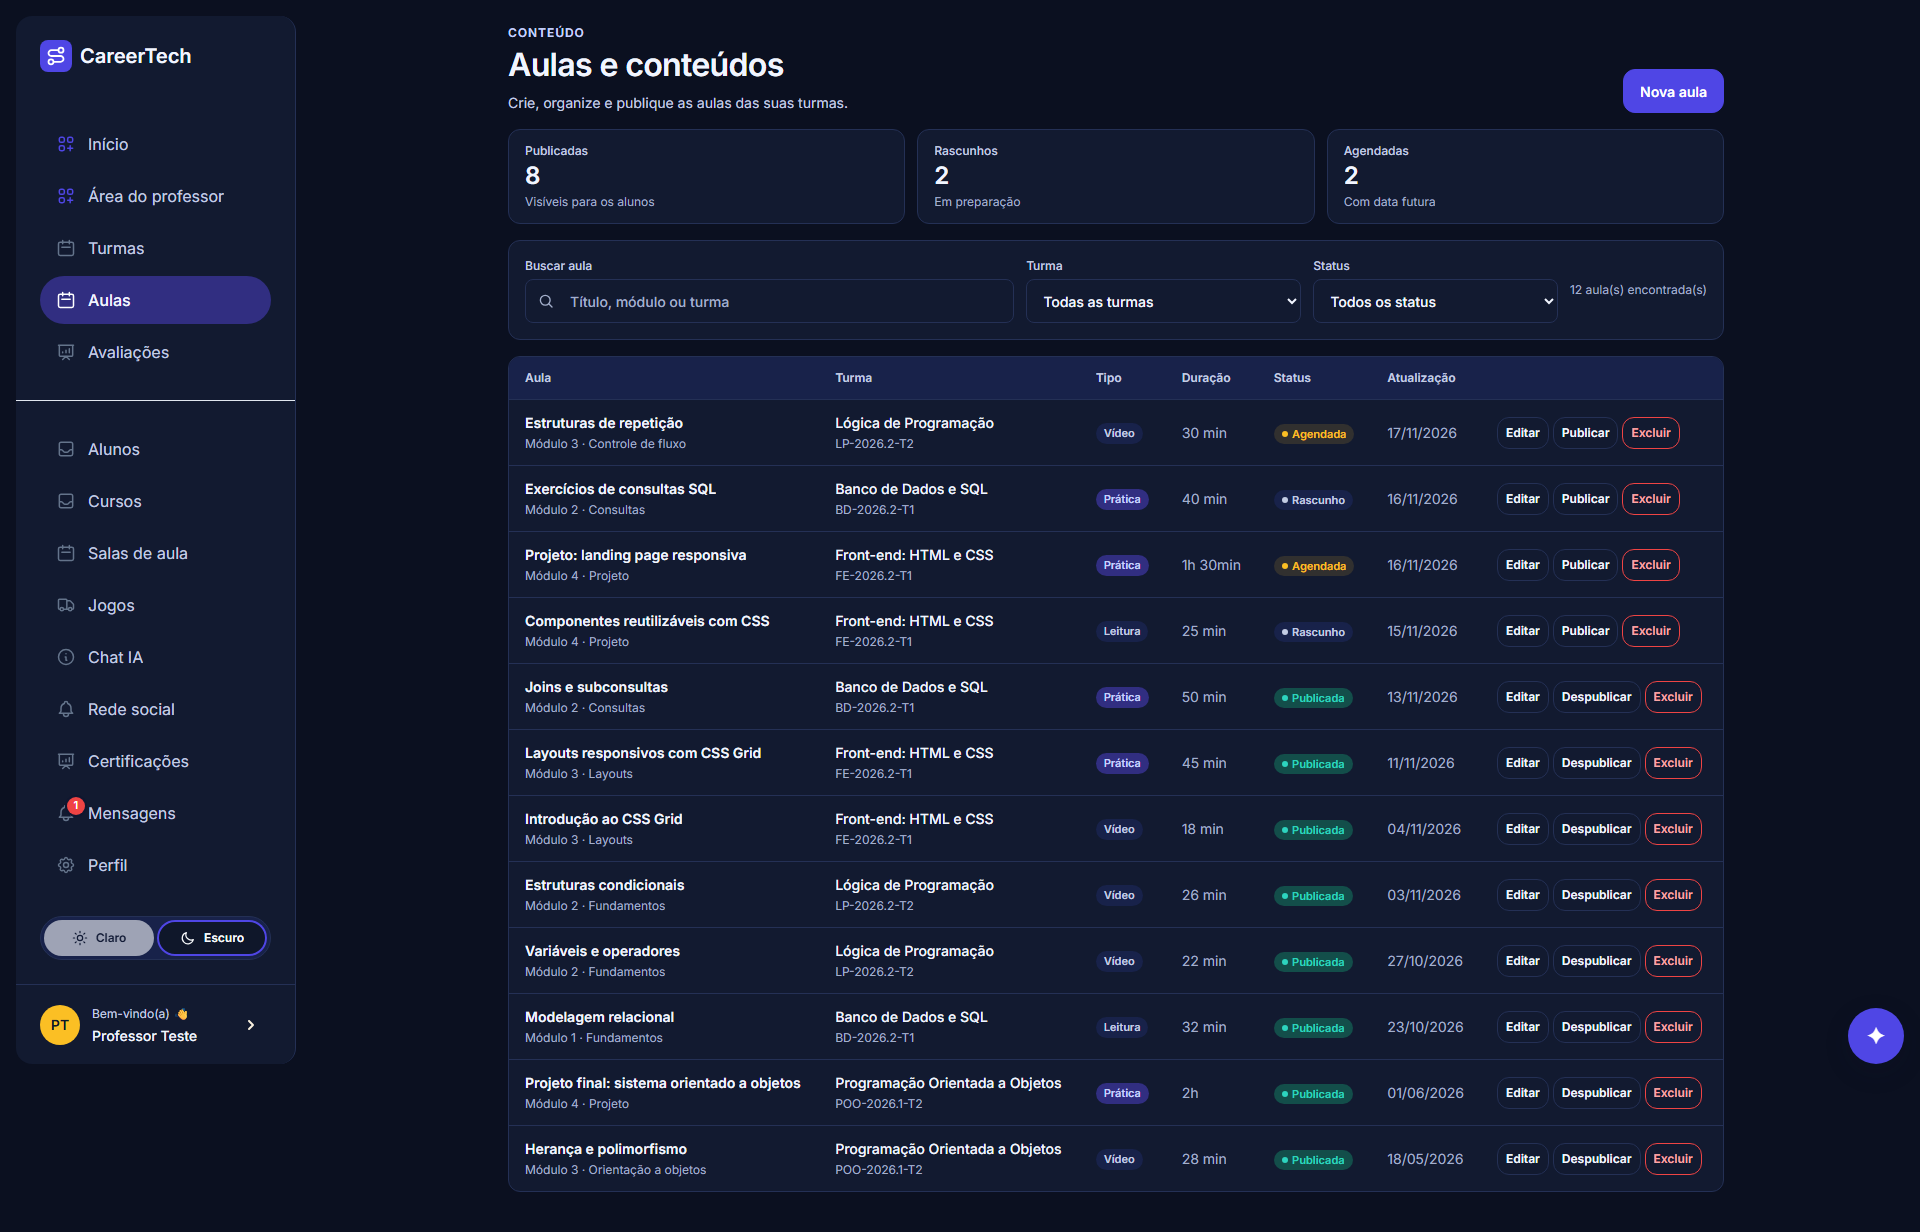 CareerTech
Início
Área do professor
Turmas
Aulas
Avaliações
Alunos
Cursos
Salas de aula
Jogos
Chat IA
Rede social
Certificações
1
Mensagens
Perfil
Claro
Escuro
PT
Bem-vindo(a) 👋
Professor Teste
CONTEÚDO
Aulas e conteúdos
Crie, organize e publique as aulas das suas turmas.
Nova aula
Publicadas
8
Visíveis para os alunos
Rascunhos
2
Em preparação
Agendadas
2
Com data futura
Buscar aula
Título, módulo ou turma
Turma
Todas as turmas
Status
Todos os status
12 aula(s) encontrada(s)
Aula Turma Tipo Duração Status Atualização
Estruturas de repetição Lógica de Programação Vídeo 30 min Agendada 17/11/2026 Editar Publicar Excluir
Módulo 3 · Controle de fluxo LP-2026.2-T2
Exercícios de consultas SQL Banco de Dados e SQL Prática 40 min Rascunho 16/11/2026 Editar Publicar Excluir
Módulo 2 · Consultas BD-2026.2-T1
Projeto: landing page responsiva Front-end: HTML e CSS Prática 1h 30min Agendada 16/11/2026 Editar Publicar Excluir
Módulo 4 · Projeto FE-2026.2-T1
Componentes reutilizáveis com CSS Front-end: HTML e CSS Leitura 25 min Rascunho 15/11/2026 Editar Publicar Excluir
Módulo 4 · Projeto FE-2026.2-T1
Joins e subconsultas Banco de Dados e SQL Prática 50 min Publicada 13/11/2026 Editar Despublicar Excluir
Módulo 2 · Consultas BD-2026.2-T1
Layouts responsivos com CSS Grid Front-end: HTML e CSS Prática 45 min Publicada 11/11/2026 Editar Despublicar Excluir
Módulo 3 · Layouts FE-2026.2-T1
Introdução ao CSS Grid Front-end: HTML e CSS Vídeo 18 min Publicada 04/11/2026 Editar Despublicar Excluir
Módulo 3 · Layouts FE-2026.2-T1
Estruturas condicionais Lógica de Programação Vídeo 26 min Publicada 03/11/2026 Editar Despublicar Excluir
Módulo 2 · Fundamentos LP-2026.2-T2
Variáveis e operadores Lógica de Programação Vídeo 22 min Publicada 27/10/2026 Editar Despublicar Excluir
Módulo 2 · Fundamentos LP-2026.2-T2
Modelagem relacional Banco de Dados e SQL Leitura 32 min Publicada 23/10/2026 Editar Despublicar Excluir
Módulo 1 · Fundamentos BD-2026.2-T1
Projeto final: sistema orientado a objetos Programação Orientada a Objetos Prática 2h Publicada 01/06/2026 Editar Despublicar Excluir
Módulo 4 · Projeto POO-2026.1-T2
Herança e polimorfismo Programação Orientada a Objetos Vídeo 28 min Publicada 18/05/2026 Editar Despublicar Excluir
Módulo 3 · Orientação a objetos POO-2026.1-T2